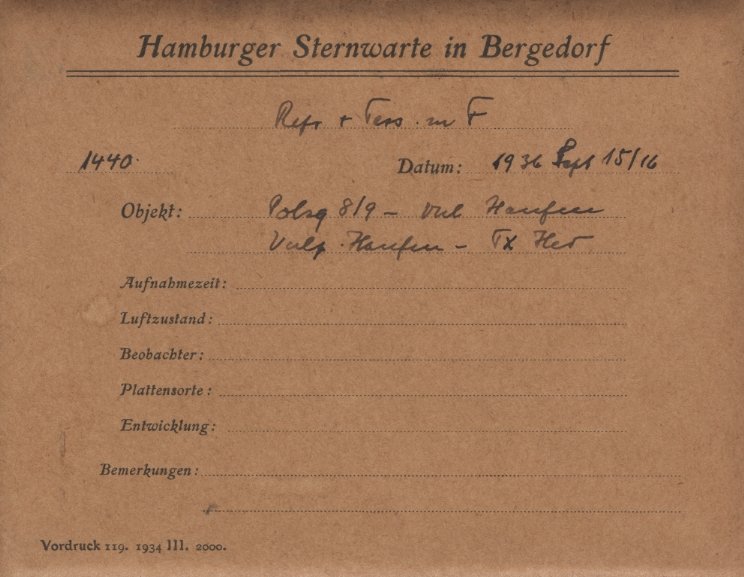 Hamburger Sternwarte in Bergedorf
Refr + Tess. m F
1440. Datum: 1936 Sept 15/16
Objekt: Polsq 8/9 – Vul Haufen
Vulp. Haufen – TX Her
Aufnahmezeit:
Luftzustand:
Beobachter:
Plattensorte:
Entwicklung:
Bemerkungen:
Vordruck 119. 1934 III. 2000.